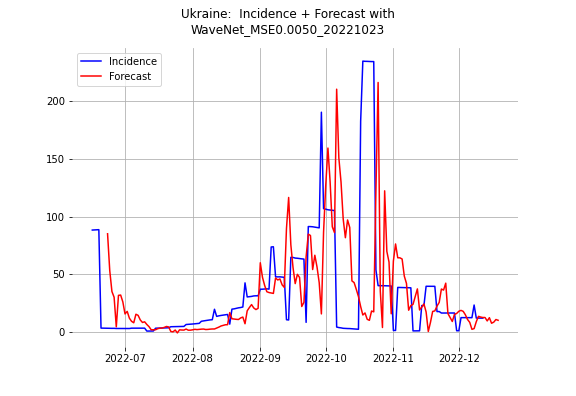 Ukraine:  Incidence + Forecast with
WaveNet_MSE0.0050_20221023
Incidence
Forecast
200
150
100
50
0
2022-07
2022-08
2022-09
2022-10
2022-11
2022-12